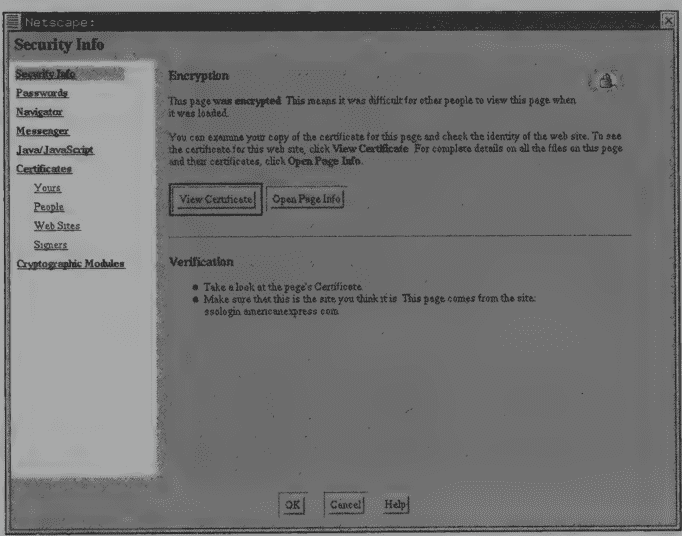 Netscape:
Security Info
Security Info
Passwords
Navigator
Messenger
Java/JavaScript
Certificates
Yours
People
Web Sites
Signers
Cryptographic Modules
Encryption
This page was encrypted. This means it was difficult for other people to view this page when
it was loaded.
You can examine your copy of the certificate for this page and check the identity of the web site. To see
the certificate for this web site, click View Certificate. For complete details on all the files on this page
and their certificates, click Open Page Info.
View Certificate
Open Page Info
Verification
Take a look at the page's Certificate.
Make sure that this is the site you think it is. This page comes from the site:
ssologin.americanexpress.com
OK
Cancel
Help